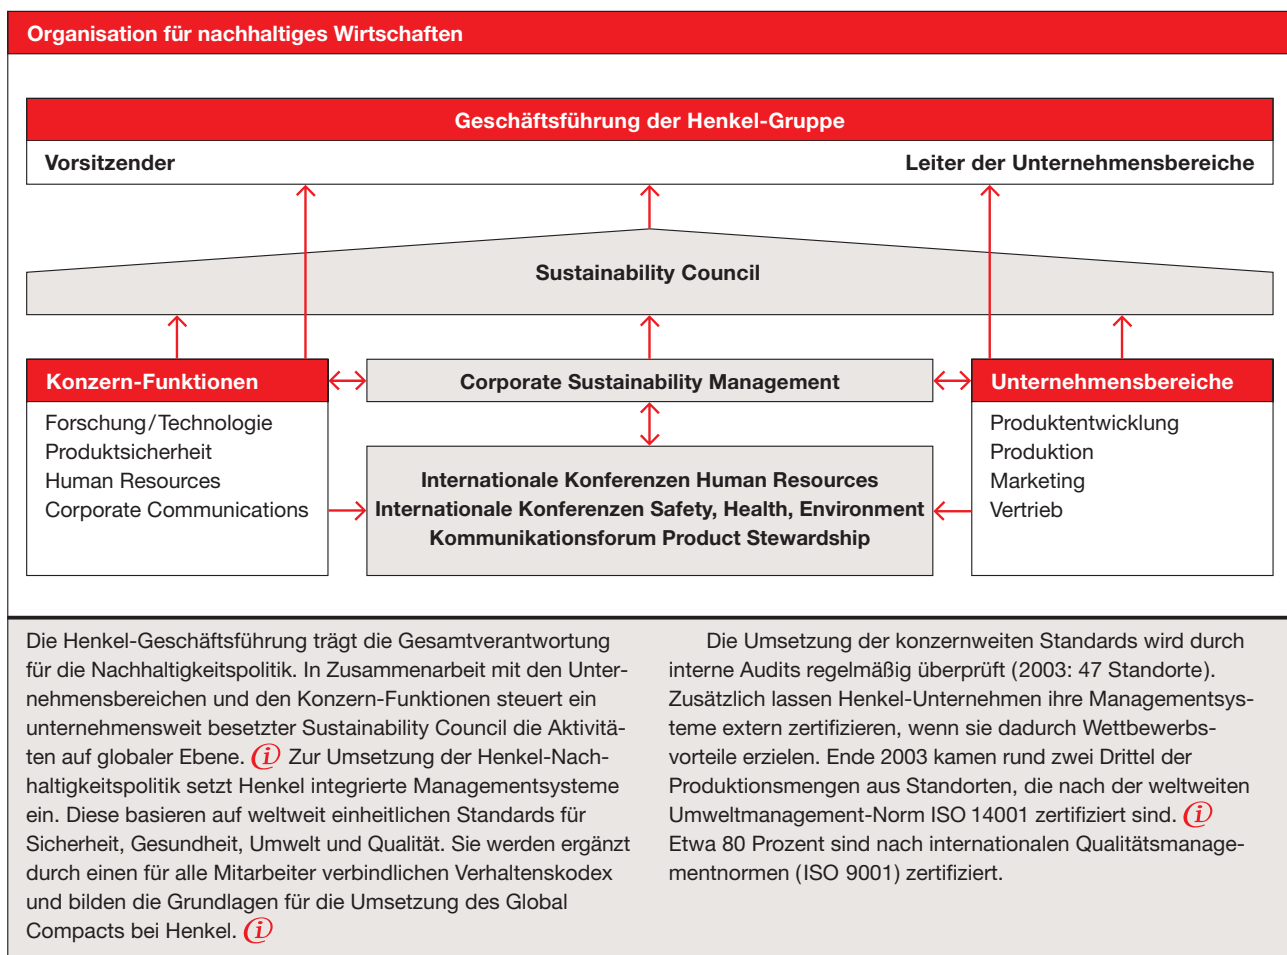 Organisation für nachhaltiges Wirtschaften
Geschäftsführung der Henkel-Gruppe
Vorsitzender
Leiter der Unternehmensbereiche
Sustainability Council
Konzern-Funktionen
Forschung/Technologie
Produktsicherheit
Human Resources
Corporate Communications
Corporate Sustainability Management
Internationale Konferenzen Human Resources
Internationale Konferenzen Safety, Health, Environment
Kommunikationsforum Product Stewardship
Unternehmensbereiche
Produktentwicklung
Produktion
Marketing
Vertrieb
Die Henkel-Geschäftsführung trägt die Gesamtverantwortung
für die Nachhaltigkeitspolitik. In Zusammenarbeit mit den Unter-
nehmensbereichen und den Konzern-Funktionen steuert ein
unternehmensweit besetzter Sustainability Council die Aktivitä-
ten auf globaler Ebene. i Zur Umsetzung der Henkel-Nach-
haltigkeitspolitik setzt Henkel integrierte Managementsysteme
ein. Diese basieren auf weltweit einheitlichen Standards für
Sicherheit, Gesundheit, Umwelt und Qualität. Sie werden ergänzt
durch einen für alle Mitarbeiter verbindlichen Verhaltenskodex
und bilden die Grundlagen für die Umsetzung des Global
Compacts bei Henkel. i
Die Umsetzung der konzernweiten Standards wird durch
interne Audits regelmäßig überprüft (2003: 47 Standorte).
Zusätzlich lassen Henkel-Unternehmen ihre Managementsys-
teme extern zertifizieren, wenn sie dadurch Wettbewerbs-
vorteile erzielen. Ende 2003 kamen rund zwei Drittel der
Produktionsmengen aus Standorten, die nach der weltweiten
Umweltmanagement-Norm ISO 14001 zertifiziert sind. i
Etwa 80 Prozent sind nach internationalen Qualitätsmanage-
mentnormen (ISO 9001) zertifiziert.